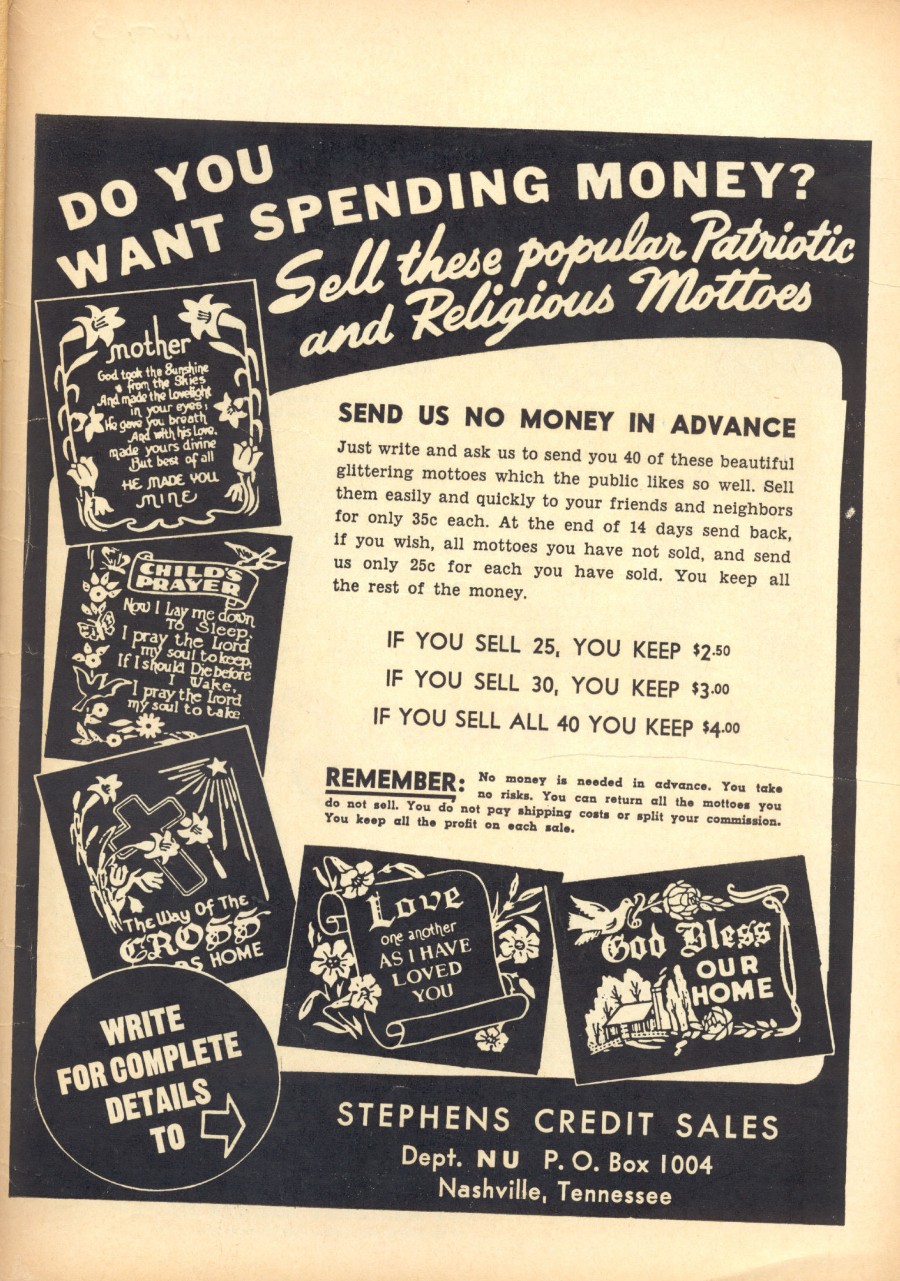 DO YOU
WANT SPENDING MONEY?
Sell these popular Patriotic
and Religious Mottoes
mother
God took the Sunshine
from the Skies
And made the Lovelight
in your eyes;
He gave you breath
And with his Love,
made yours divine
But best of all
HE MADE YOU
MINE
CHILD'S
PRAYER
Now I Lay me down
To Sleep,
I pray the Lord
my soul to keep,
If I should Die before
I Wake,
I pray the Lord
my soul to take
The Way Of The
CROSS
DS HOME
SEND US NO MONEY IN ADVANCE
Just write and ask us to send you 40 of these beautiful
glittering mottoes which the public likes so well. Sell
them easily and quickly to your friends and neighbors
for only 35c each. At the end of 14 days send back,
if you wish, all mottoes you have not sold, and send
us only 25c for each you have sold. You keep all
the rest of the money.
IF YOU SELL 25, YOU KEEP $2.50
IF YOU SELL 30, YOU KEEP $3.00
IF YOU SELL ALL 40 YOU KEEP $4.00
REMEMBER: No money is needed in advance. You take
no risks. You can return all the mottoes you
do not sell. You do not pay shipping costs or split your commission.
You keep all the profit on each sale.
Love
one another
AS I HAVE
LOVED
YOU
God Bless
OUR
HOME
WRITE
FOR COMPLETE
DETAILS
TO
STEPHENS CREDIT SALES
Dept. NU P. O. Box 1004
Nashville, Tennessee